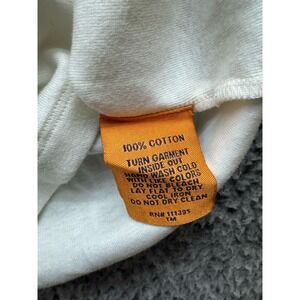 100% COTTON
TURN GARMENT
INSIDE OUT
HAND WASH COLD
WITH LIKE COLORS
DO NOT BLEACH
LAY FLAT TO DRY
COOL IRON
DO NOT DRY CLEAN
RN# 111395
TM